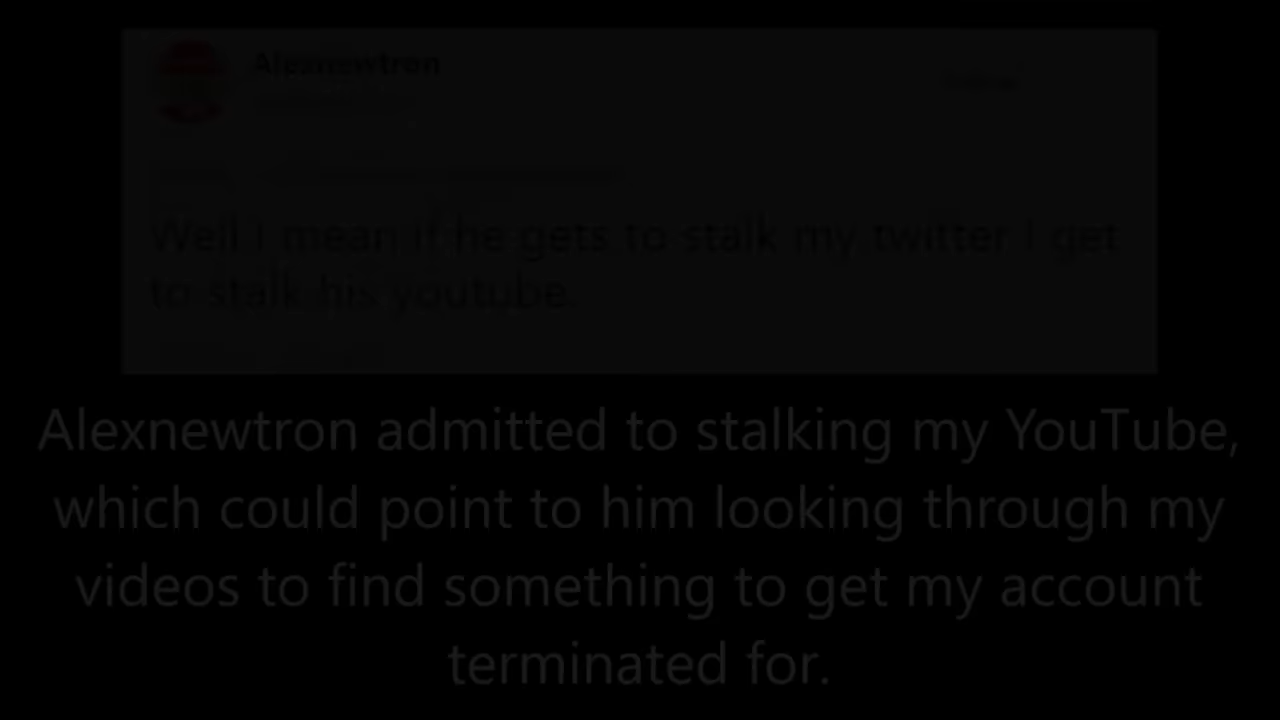 Alexnewtron
Well I mean if he gets to stalk my twitter I get
to stalk his youtube.
Alexnewtron admitted to stalking my YouTube,
which could point to him looking through my
videos to find something to get my account
terminated for.